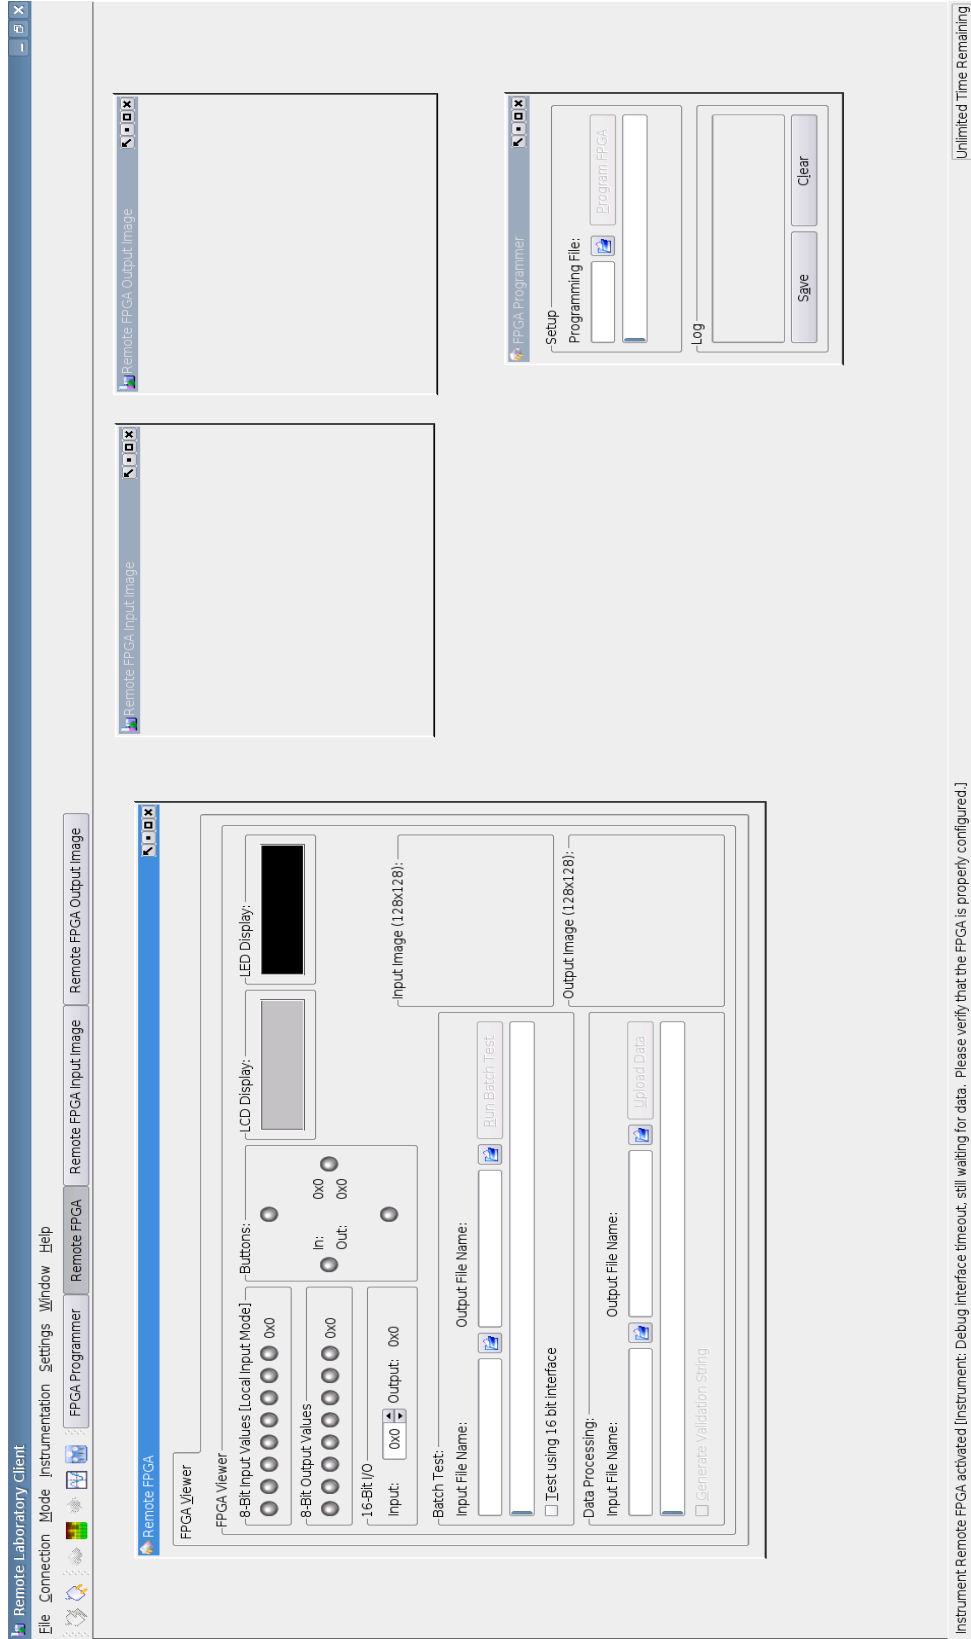 Remote Laboratory Client
File Connection Mode Instrumentation Settings Window Help
FPGA Programmer Remote FPGA Remote FPGA Input Image Remote FPGA Output Image
Remote FPGA
FPGA Viewer
FPGA Viewer
8-Bit Input Values [Local Input Mode]
0x0
8-Bit Output Values
0x0
16-Bit I/O
Input: 0x0 Output: 0x0
Buttons:
In: 0x0
Out: 0x0
LCD Display:
LED Display:
Batch Test:
Input File Name: Output File Name:
Run Batch Test
Test using 16 bit interface
Data Processing:
Input File Name: Output File Name:
Upload Data
Generate Validation String
Input Image (128x128):
Output Image (128x128):
Remote FPGA Input Image
Remote FPGA Output Image
FPGA Programmer
Setup
Programming File:
Program FPGA
Log
Save Clear
Instrument Remote FPGA activated [Instrument: Debug interface timeout, still waiting for data. Please verify that the FPGA is properly configured.]
Unlimited Time Remaining